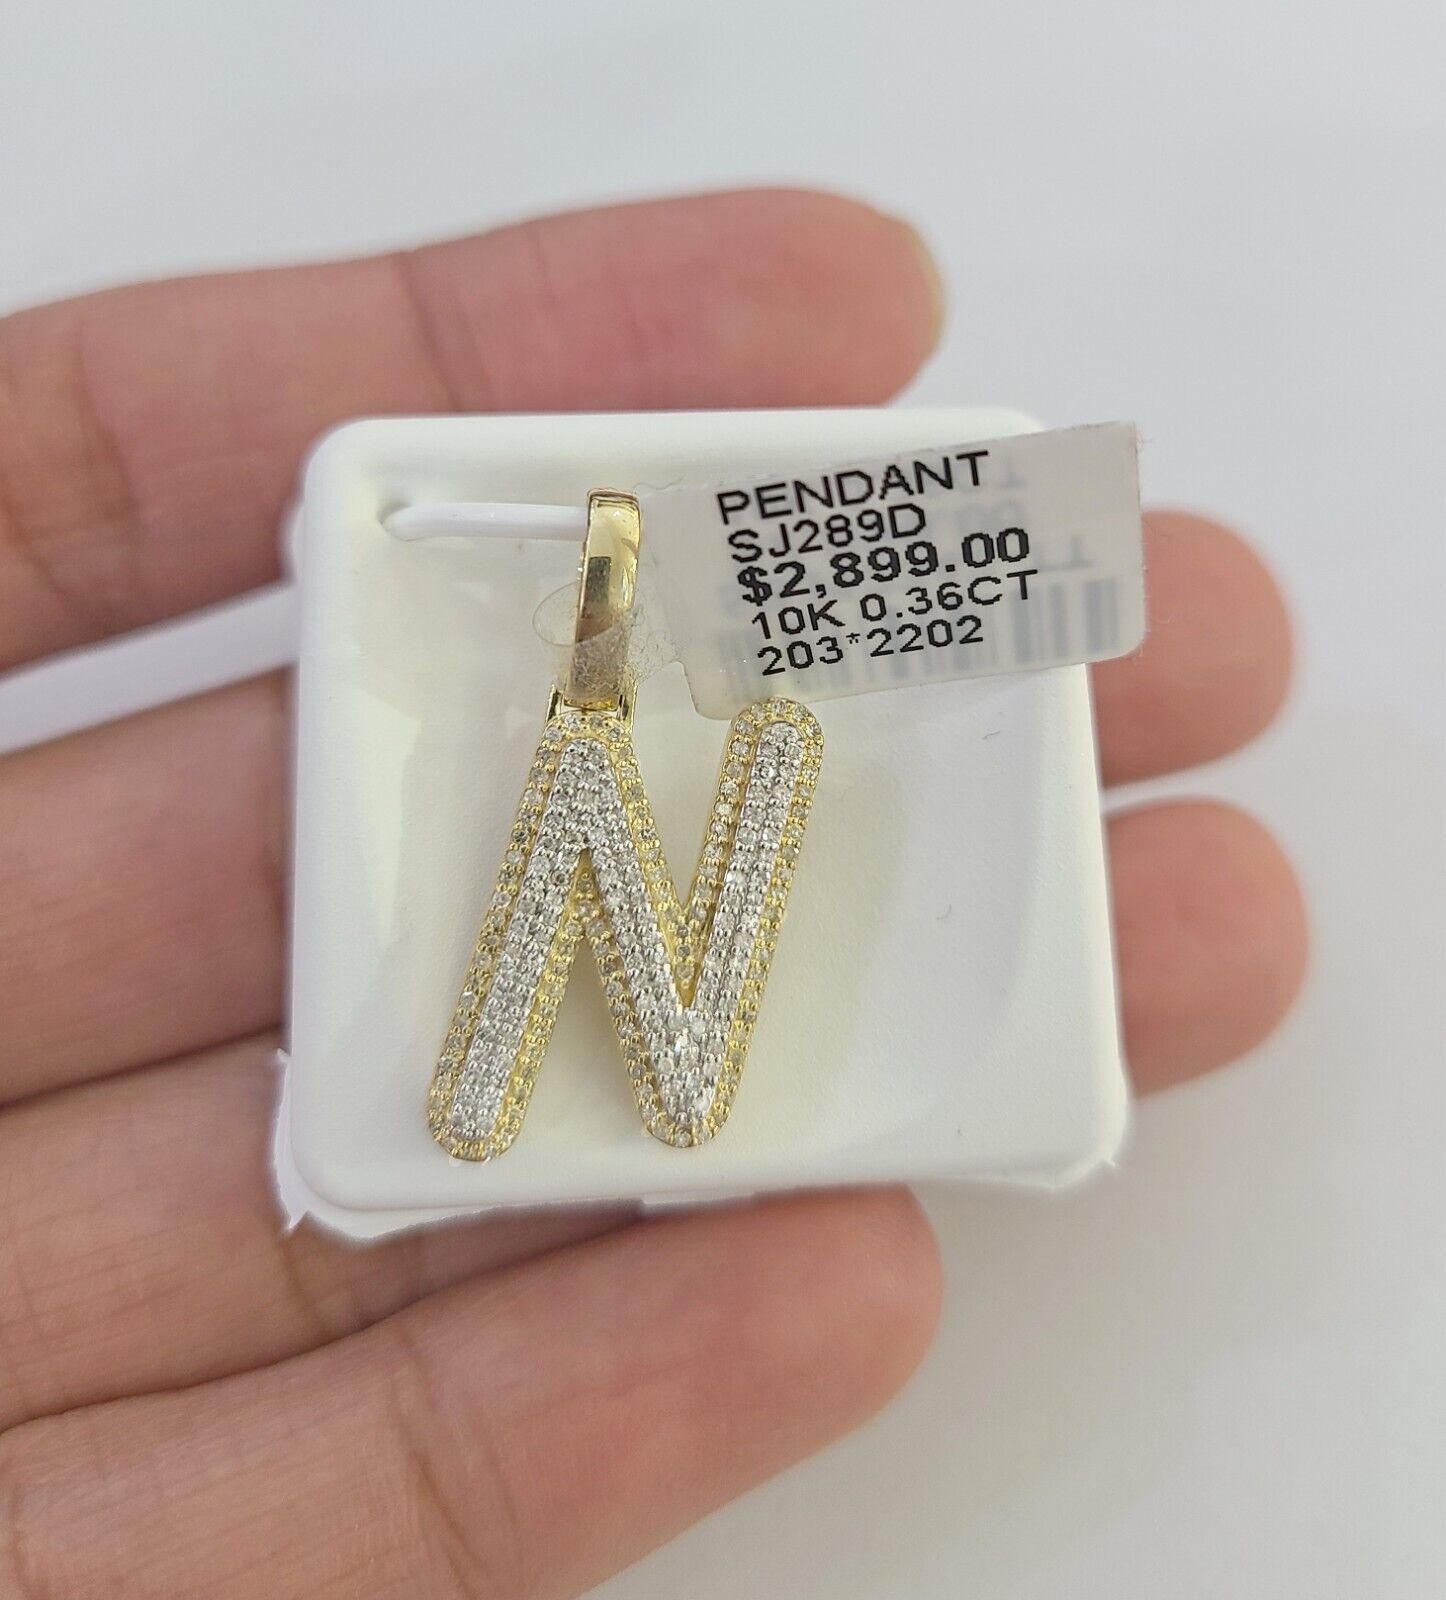 PENDANT
SJ289D
$2,899.00
10K 0.36CT
203*2202
N